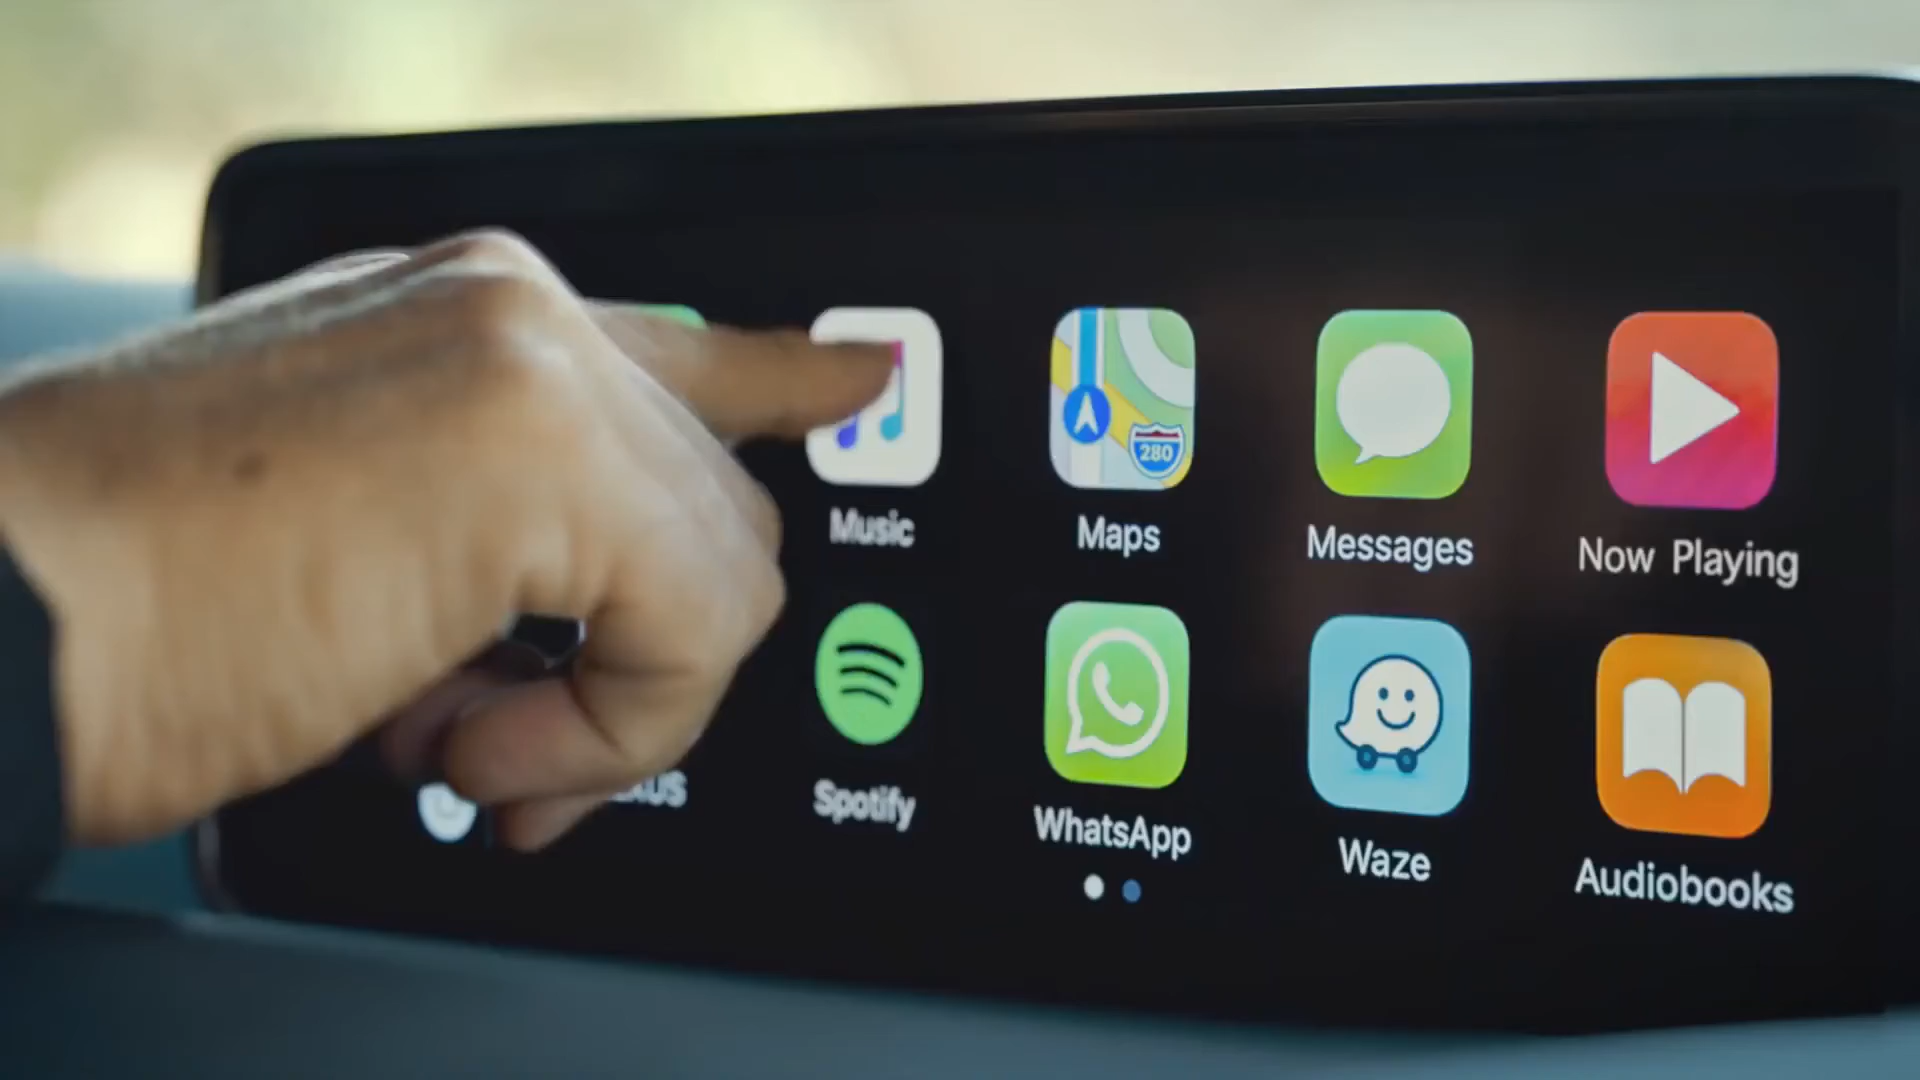 Music
Maps
280
Messages
Now Playing
Spotify
WhatsApp
Waze
Audiobooks